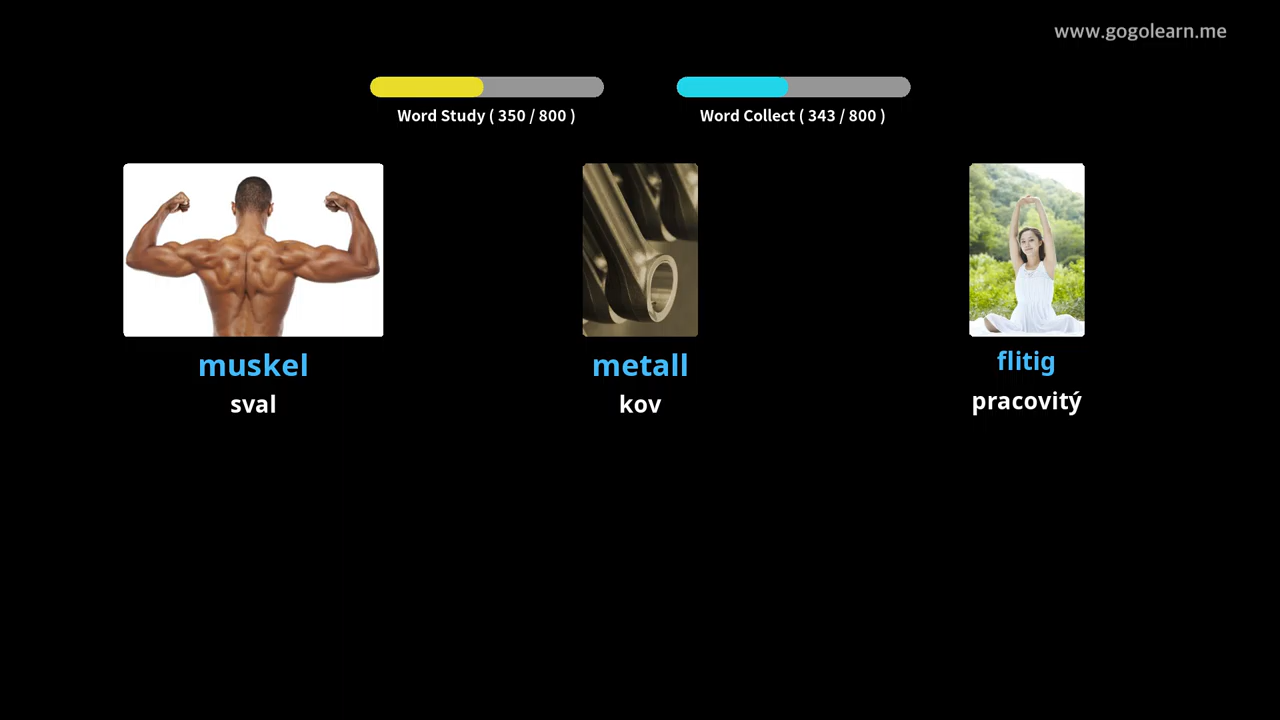 www.gogolearn.me
Word Study ( 350 / 800 )
Word Collect ( 343 / 800 )
muskel
sval
metall
kov
flitig
pracovitý